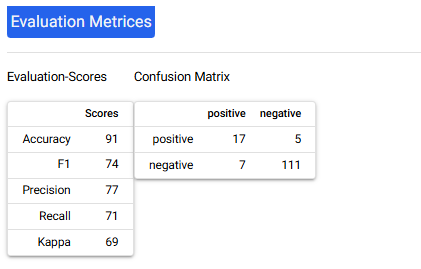 Evaluation Metrices
Evaluation-Scores Confusion Matrix
Scores
Accuracy 91
F1 74
Precision 77
Recall 71
Kappa 69
positive negative
positive 17 5
negative 7 111